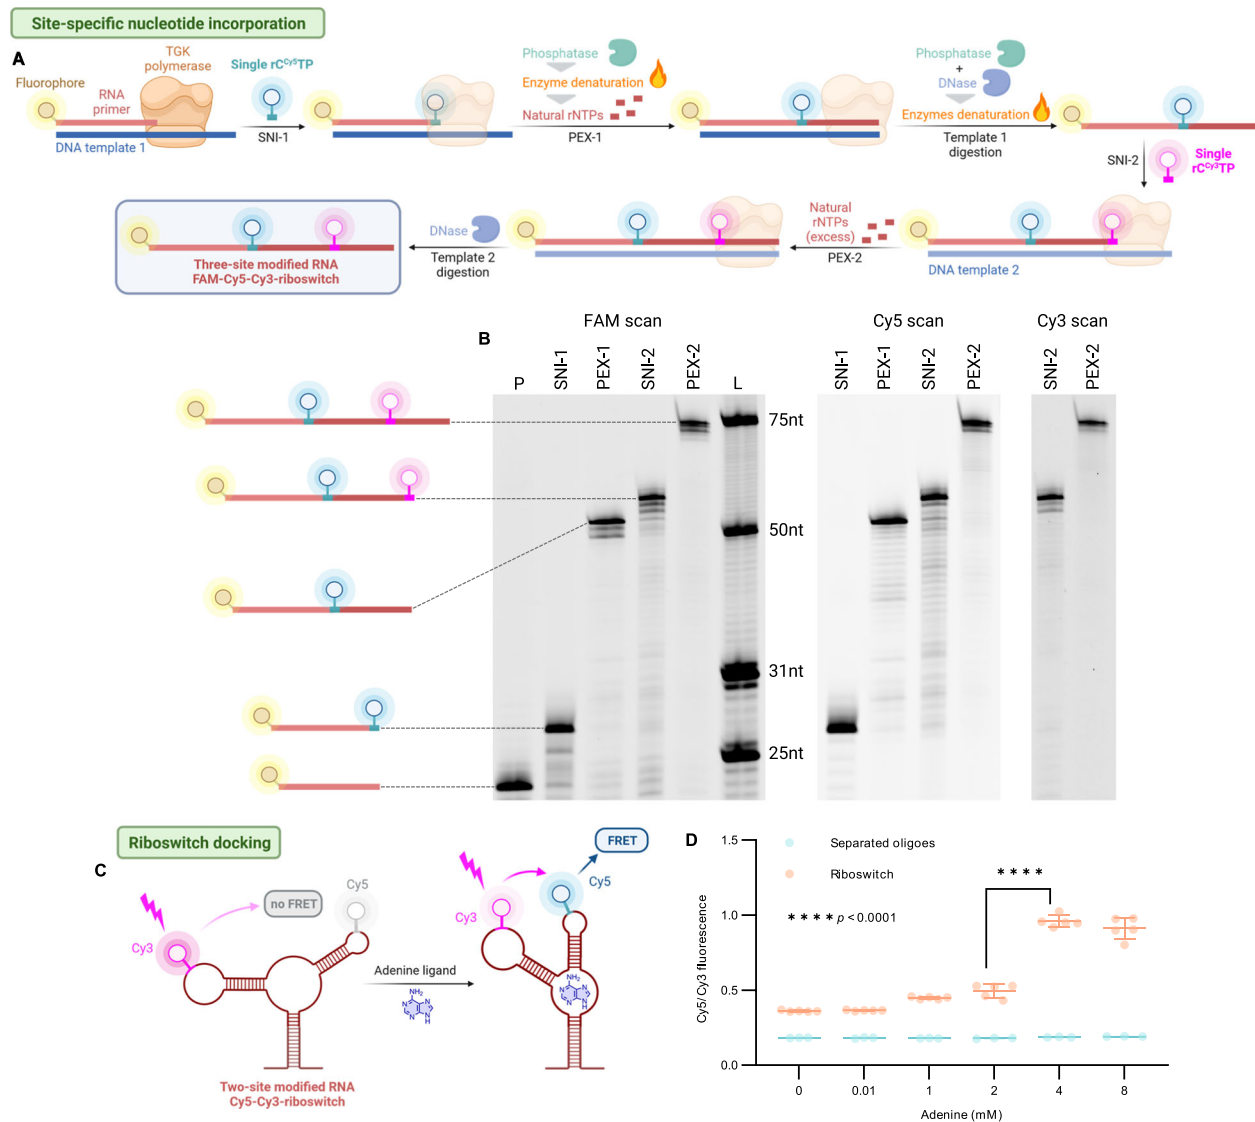 Site-specific nucleotide incorporation
A
Fluorophore
RNA
primer
TGK
polymerase
DNA template 1
Single rC^Cy5TP
SNI-1
Phosphatase
Enzyme denaturation
Natural rNTPs
PEX-1
Phosphatase
+
DNase
Enzymes denaturation
Template 1
digestion
SNI-2
Single
rC^Cy3TP
DNA template 2
Natural
rNTPs
(excess)
PEX-2
DNase
Template 2
digestion
Three-site modified RNA
FAM-Cy5-Cy3-riboswitch
B
FAM scan
Cy5 scan
Cy3 scan
P
SNI-1
PEX-1
SNI-2
PEX-2
L
SNI-1
PEX-1
SNI-2
PEX-2
SNI-2
PEX-2
75nt
50nt
31nt
25nt
Riboswitch docking
C
Cy3
no FRET
Cy5
Adenine ligand
NH₂
N
N
N
N
H
Cy3
Cy5
FRET
NH₂
N
N
N
N
H
Two-site modified RNA
Cy5-Cy3-riboswitch
D
Separated oligoes
Riboswitch
**** p < 0.0001
****
Cy5/Cy3 fluorescence
1.5
1.0
0.5
0.0
0 0.01 1 2 4 8
Adenine (mM)